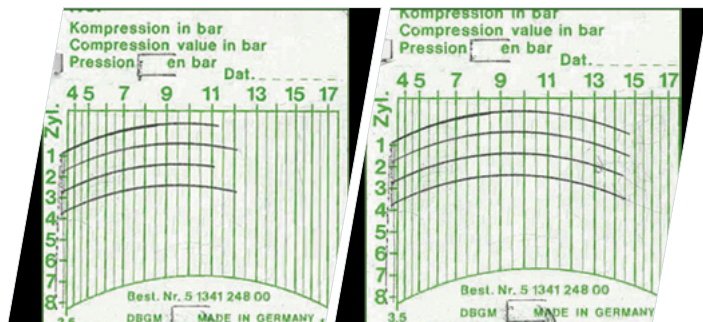 Kompression in bar
Compression value in bar
Pression en bar
Dat.
4 5 7 9 11 13 15 17
Zyl.
1
2
3
4
5
6
7
8
Best. Nr. 5 1341 248 00
3.5
DBGM MADE IN GERMANY
Kompression in bar
Compression value in bar
Pression en bar
Dat.
4 5 7 9 11 13 15 17
Zyl.
1
2
3
4
5
6
7
8
Best. Nr. 5 1341 248 00
3.5
DBGM MADE IN GERMANY